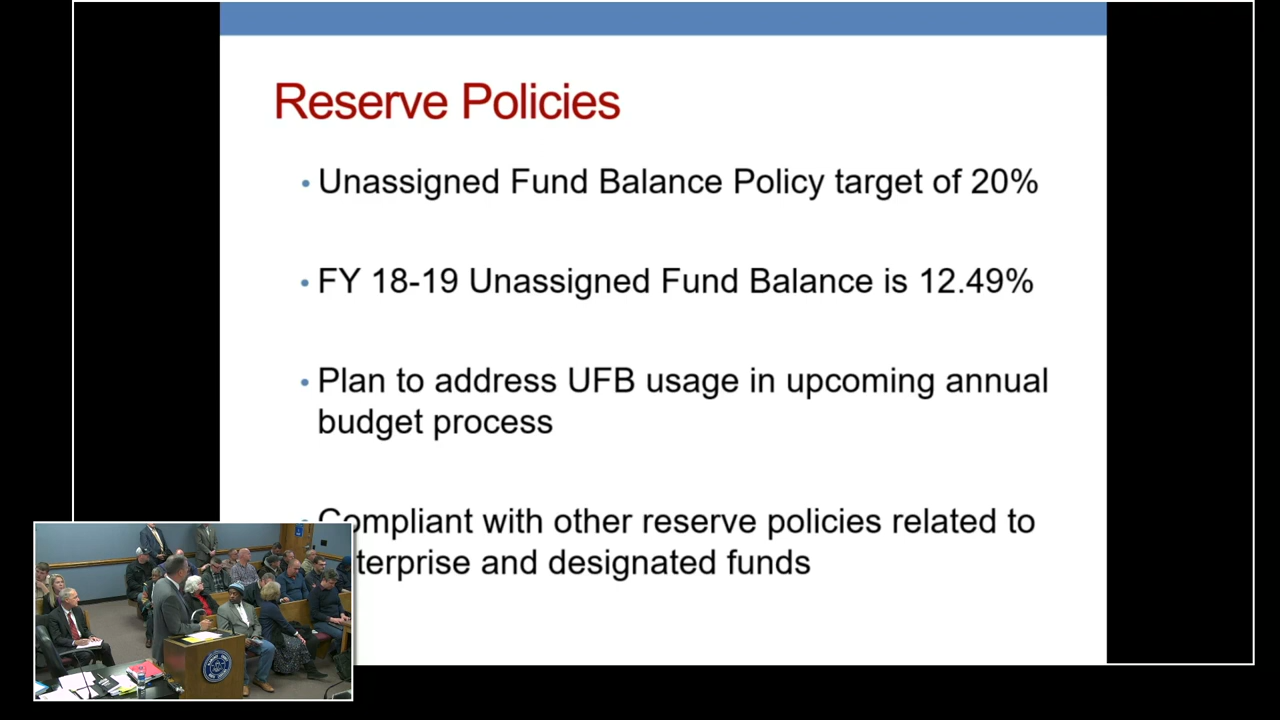 Reserve Policies
• Unassigned Fund Balance Policy target of 20%
• FY 18-19 Unassigned Fund Balance is 12.49%
• Plan to address UFB usage in upcoming annual
budget process
Compliant with other reserve policies related to
terprise and designated funds